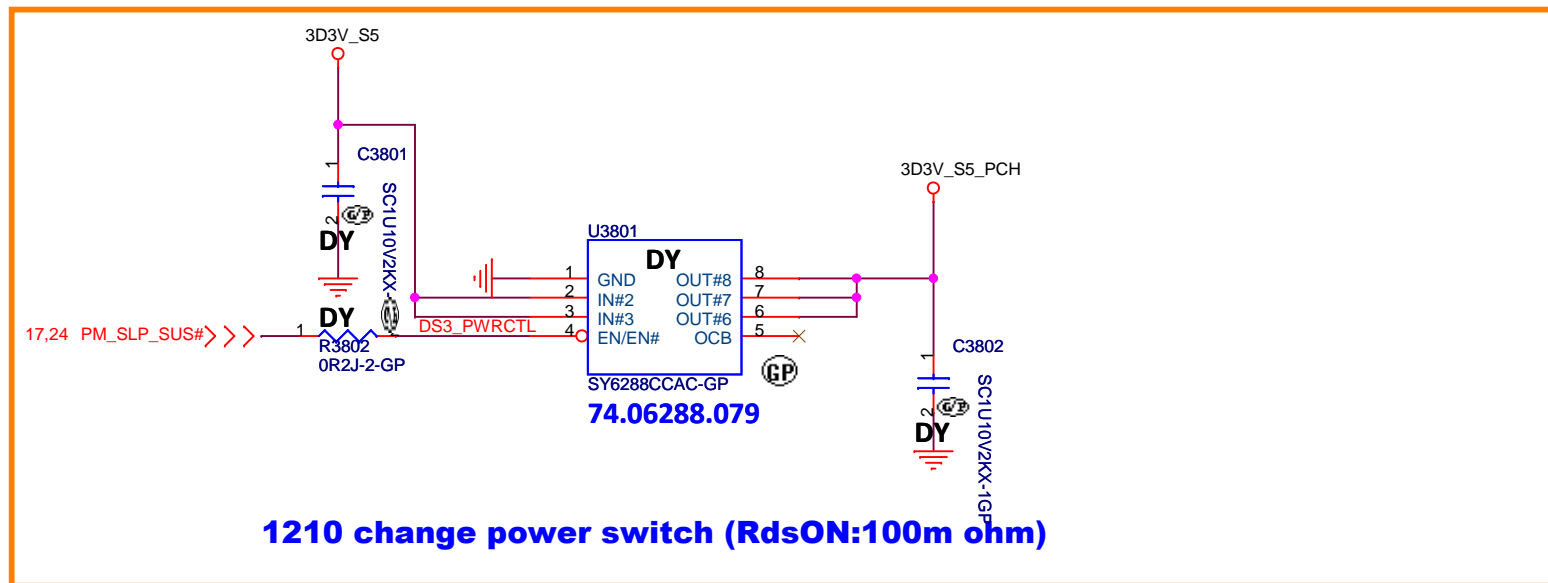 3D3V_S5
C3801
1
2
G/P
DY
SC1U10V2KX-
17,24 PM_SLP_SUS#
1
DY
R3802
0R2J-2-GP
DS3_PWRCTL
U3801
DY
1 GND
2 IN#2
3 IN#3
4 EN/EN#
OUT#8 8
OUT#7 7
OUT#6 6
OCB 5
SY6288CCAC-GP
GP
74.06288.079
3D3V_S5_PCH
C3802
1
2
G/P
DY
SC1U10V2KX-1GP
1210 change power switch (RdsON:100m ohm)